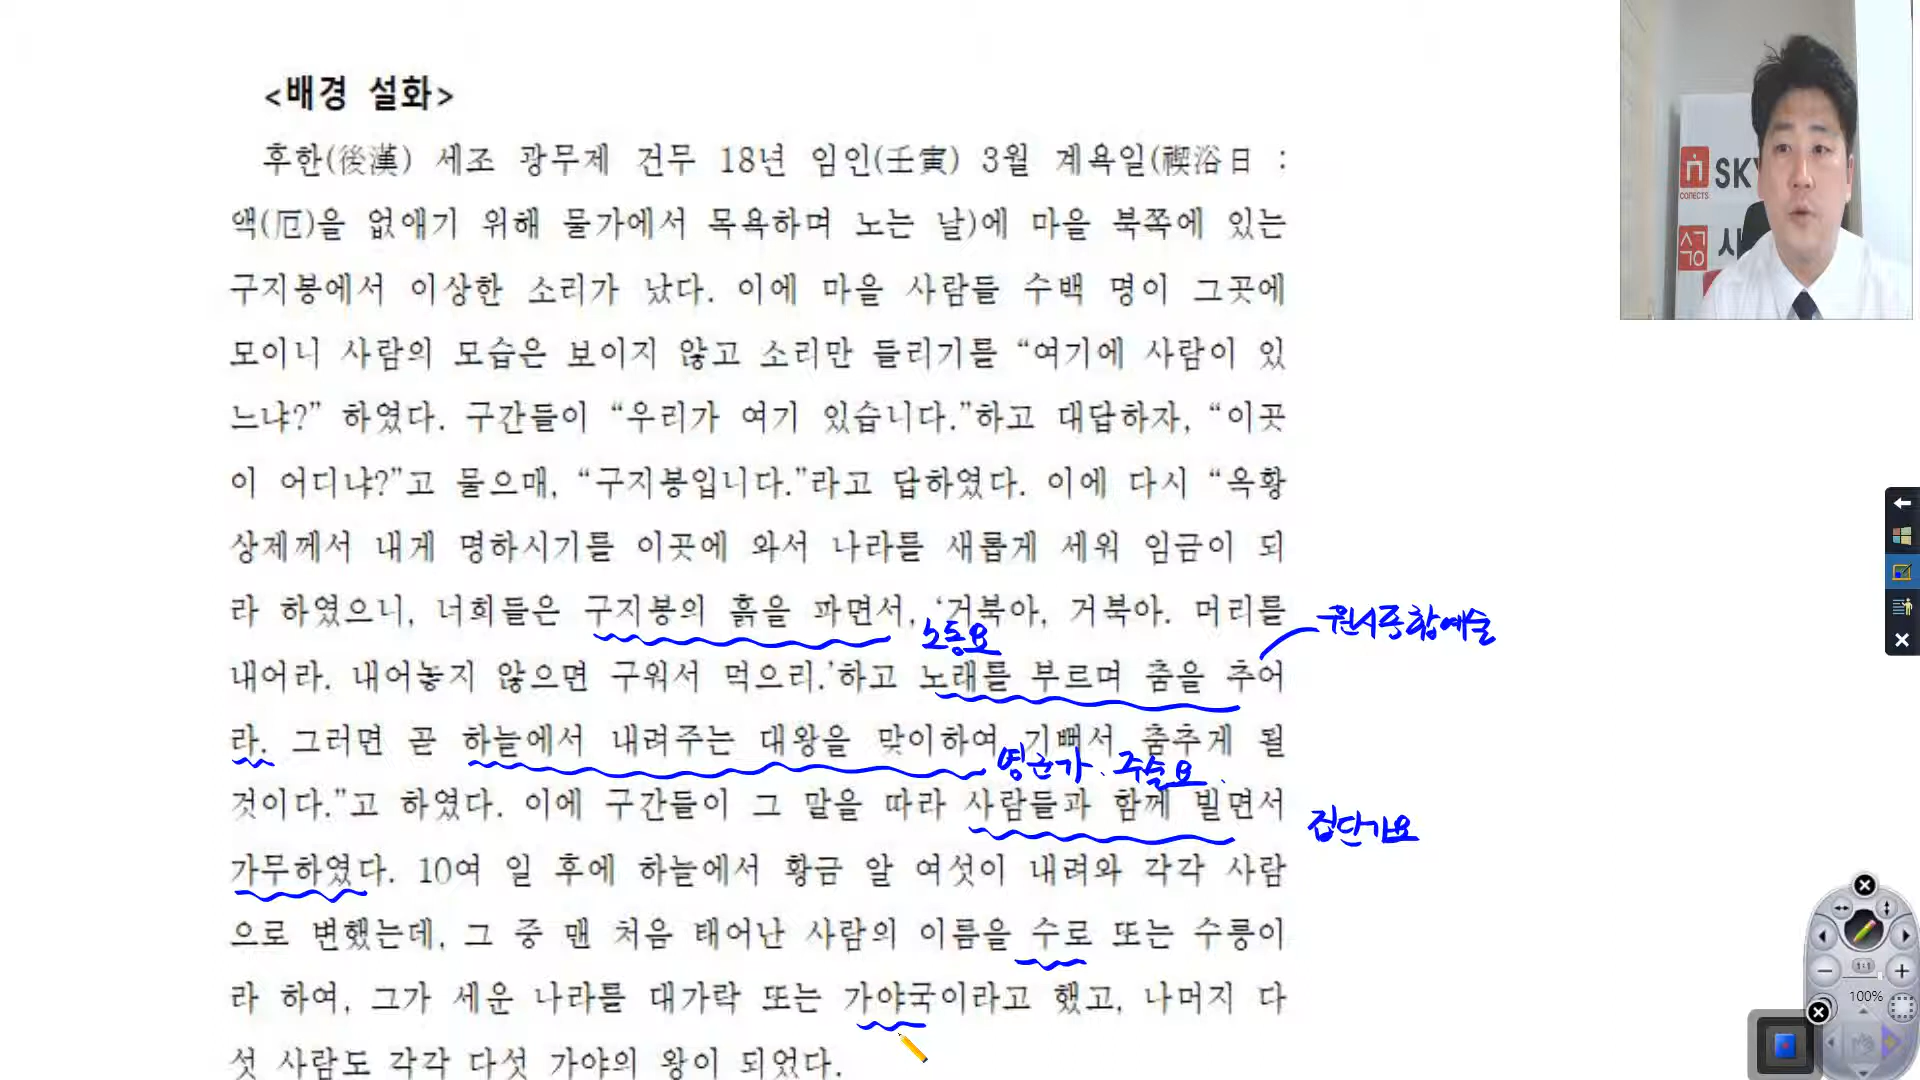 <배경 설화>
후한(後漢) 세조 광무제 건무 18년 임인(壬寅) 3월 계욕일(禊浴日 :
액(厄)을 없애기 위해 물가에서 목욕하며 노는 날)에 마을 북쪽에 있는
구지봉에서 이상한 소리가 났다. 이에 마을 사람들 수백 명이 그곳에
모이니 사람의 모습은 보이지 않고 소리만 들리기를 “여기에 사람이 있
느냐?” 하였다. 구간들이 “우리가 여기 있습니다.”하고 대답하자, “이곳
이 어디냐?”고 물으매, “구지봉입니다.”라고 답하였다. 이에 다시 “옥황
상제께서 내게 명하시기를 이곳에 와서 나라를 새롭게 세워 임금이 되
라 하였으니, 너희들은 구지봉의 흙을 파면서, ‘거북아, 거북아. 머리를
노동요
원시종합예술
내어라. 내어놓지 않으면 구워서 먹으리.’하고 노래를 부르며 춤을 추어
라. 그러면 곧 하늘에서 내려주는 대왕을 맞이하여 기뻐서 춤추게 될
영군가. 주술요.
것이다.”고 하였다. 이에 구간들이 그 말을 따라 사람들과 함께 빌면서
집단가요
가무하였다. 10여 일 후에 하늘에서 황금 알 여섯이 내려와 각각 사람
으로 변했는데, 그 중 맨 처음 태어난 사람의 이름을 수로 또는 수릉이
라 하여, 그가 세운 나라를 대가락 또는 가야국이라고 했고, 나머지 다
섯 사람도 각각 다섯 가야의 왕이 되었다.
CONECTS
SK
1:1
100%